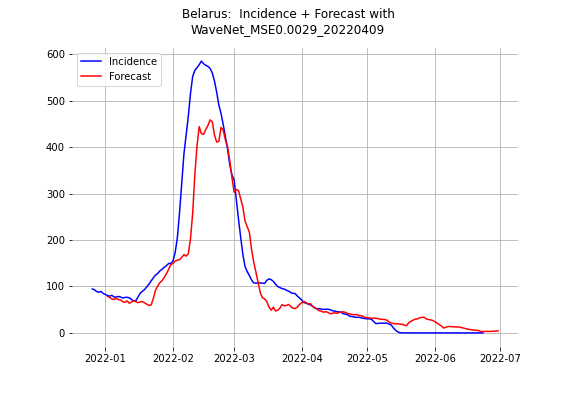 Belarus:  Incidence + Forecast with
WaveNet_MSE0.0029_20220409
Incidence
Forecast
600
500
400
300
200
100
0
2022-01 2022-02 2022-03 2022-04 2022-05 2022-06 2022-07